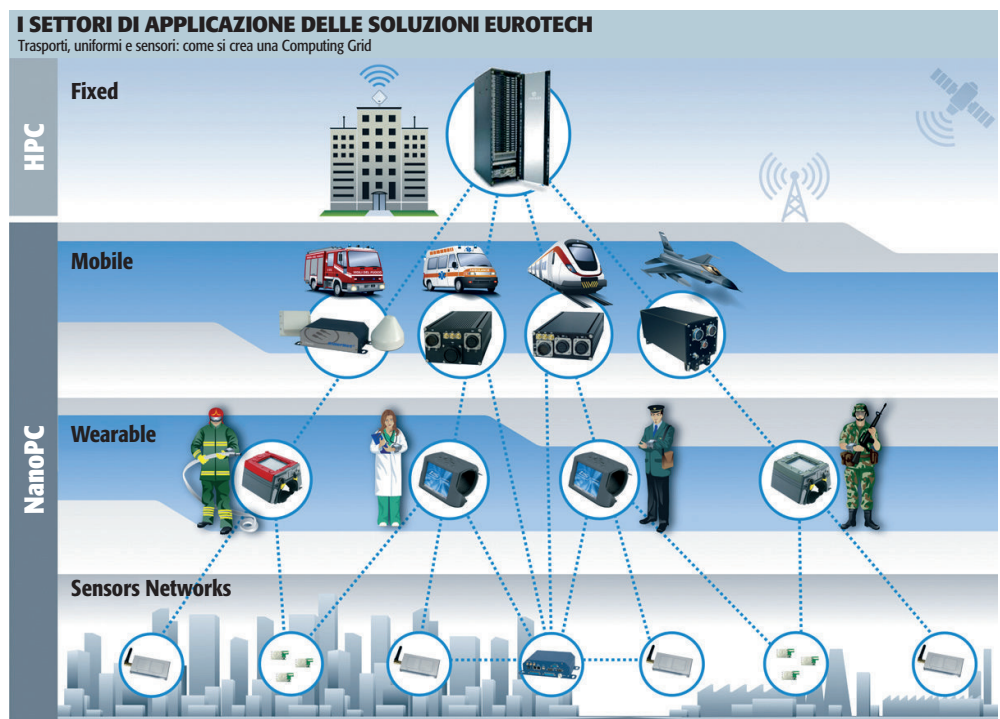 I SETTORI DI APPLICAZIONE DELLE SOLUZIONI EUROTECH
Trasporti, uniformi e sensori: come si crea una Computing Grid
HPC
Fixed
NanoPC
Mobile
Wearable
Sensors Networks